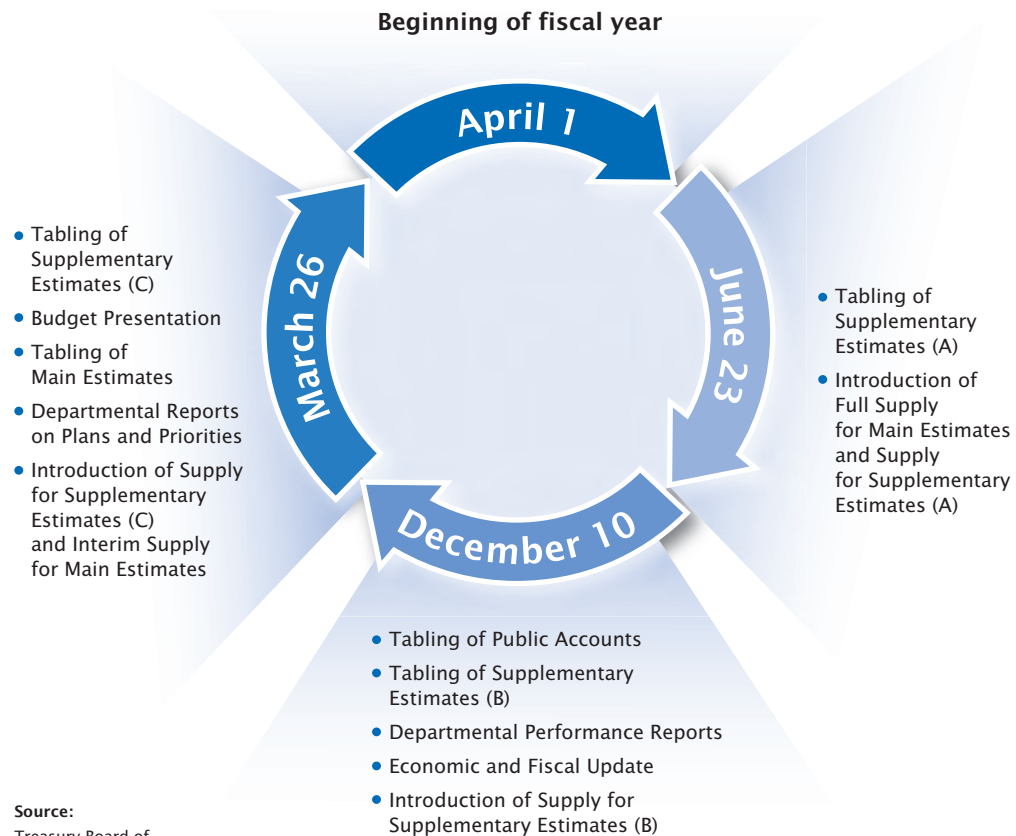 Beginning of fiscal year
April 1
June 23
• Tabling of
Supplementary
Estimates (A)
• Introduction of
Full Supply
for Main Estimates
and Supply
for Supplementary
Estimates (A)
December 10
• Tabling of Public Accounts
• Tabling of Supplementary
Estimates (B)
• Departmental Performance Reports
• Economic and Fiscal Update
• Introduction of Supply for
Supplementary Estimates (B)
March 26
• Tabling of
Supplementary
Estimates (C)
• Budget Presentation
• Tabling of
Main Estimates
• Departmental Reports
on Plans and Priorities
• Introduction of Supply
for Supplementary
Estimates (C)
and Interim Supply
for Main Estimates
Source:
Treasury Board of